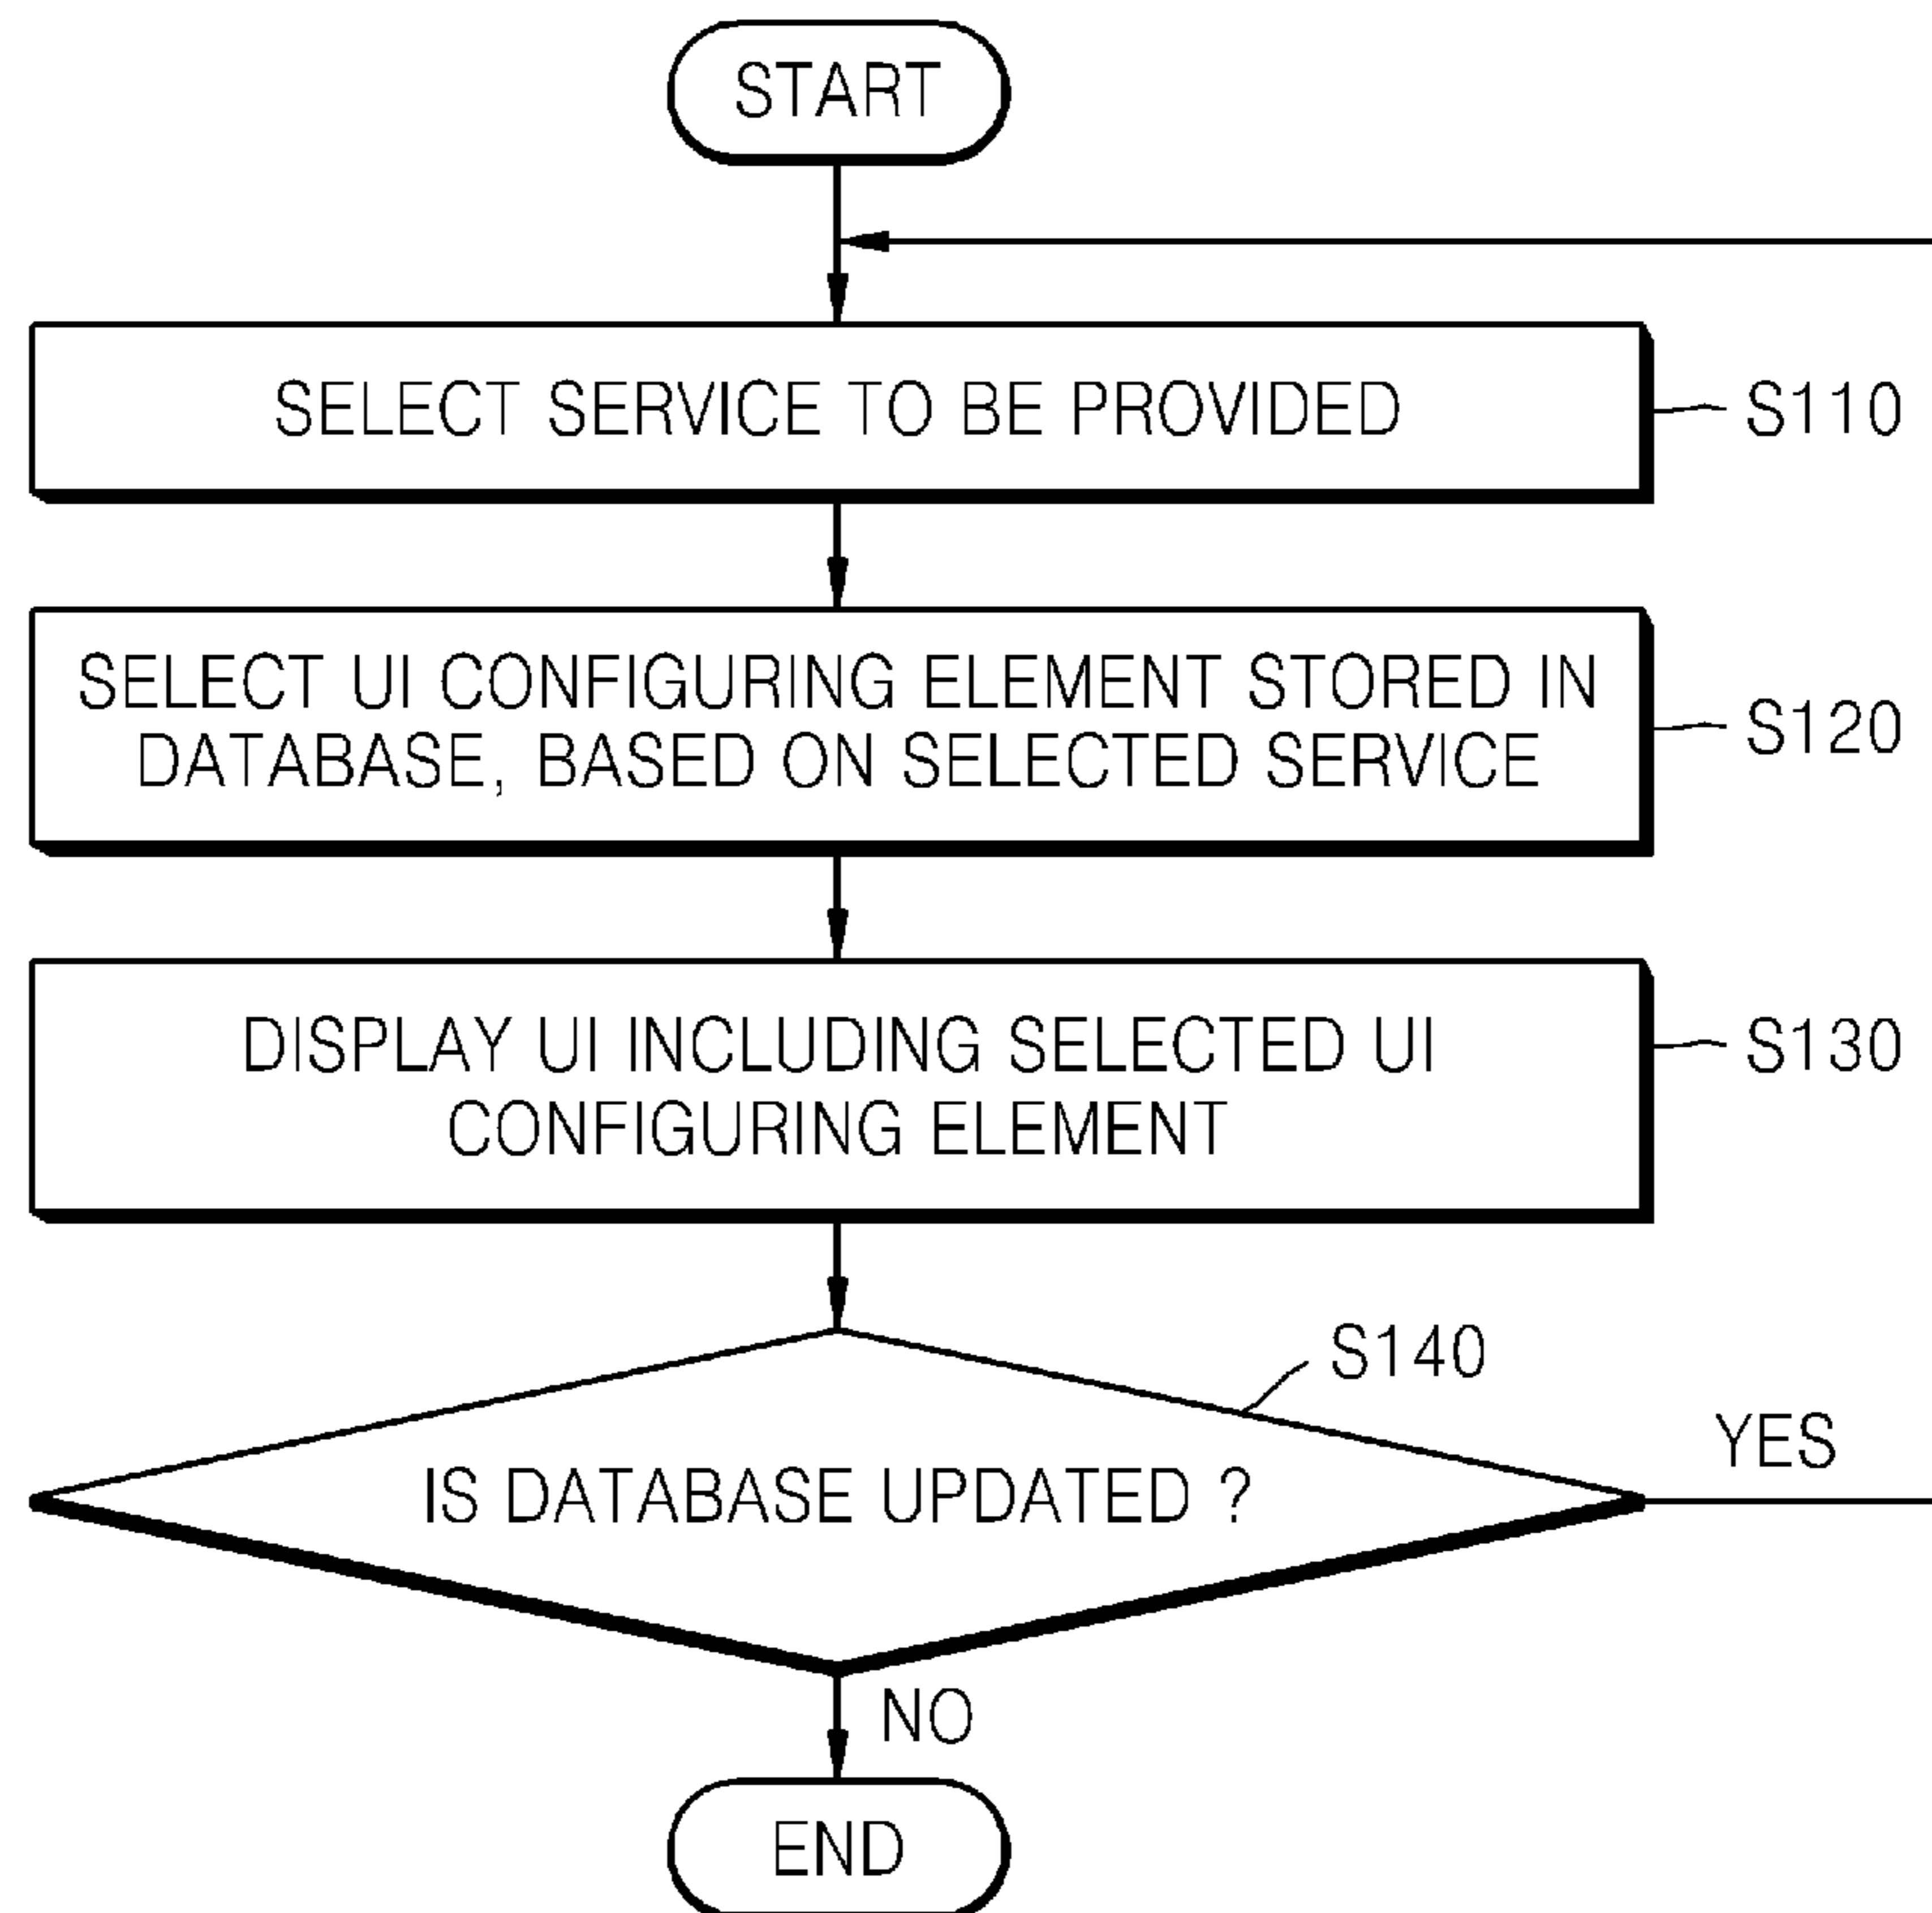 START
SELECT SERVICE TO BE PROVIDED
S110
SELECT UI CONFIGURING ELEMENT STORED IN
DATABASE, BASED ON SELECTED SERVICE
S120
DISPLAY UI INCLUDING SELECTED UI
CONFIGURING ELEMENT
S130
S140
IS DATABASE UPDATED ?
YES
NO
END